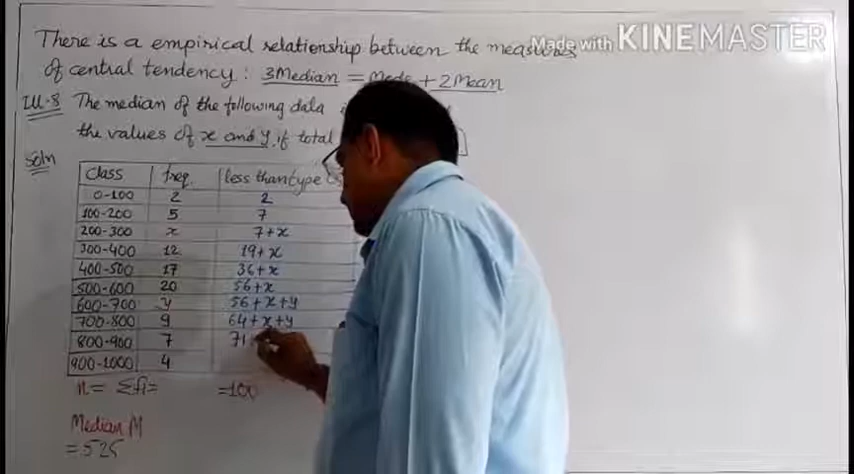 There is a empirical relationship between the measures
Made with KINEMASTER
of central tendency : 3Median = Mode + 2Mean
Ill-8 The median of the following data
the values of x and y, if total
Soln
Class freq. less than type
0-100 2 2
100-200 5 7
200-300 x 7+x
300-400 12 19+x
400-500 17 36+x
500-600 20 56+x
600-700 y 56+x+y
700-800 9 64+x+y
800-900 7 71
900-1000 4
n = Σfi = =100
Median M
= 525